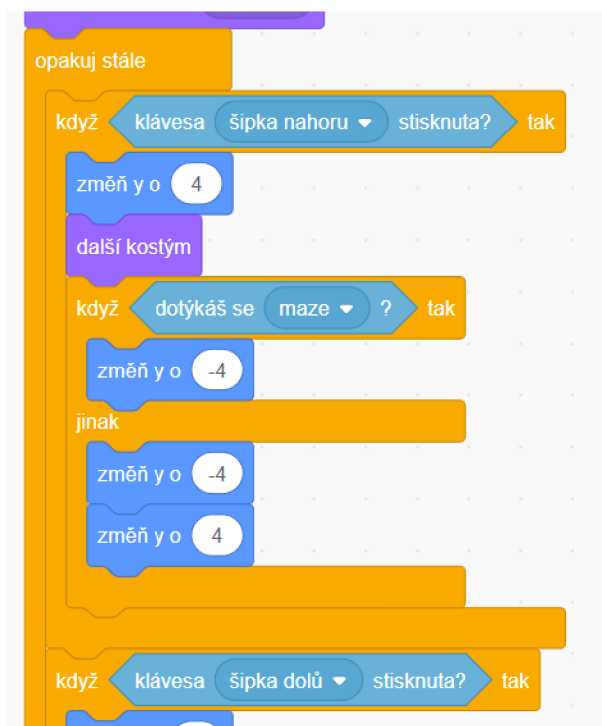 opakuj stále
když klávesa šipka nahoru stisknuta? tak
změň y o 4
další kostým
když dotýkáš se maze ? tak
změň y o -4
jinak
změň y o -4
změň y o 4
když klávesa šipka dolů stisknuta? tak